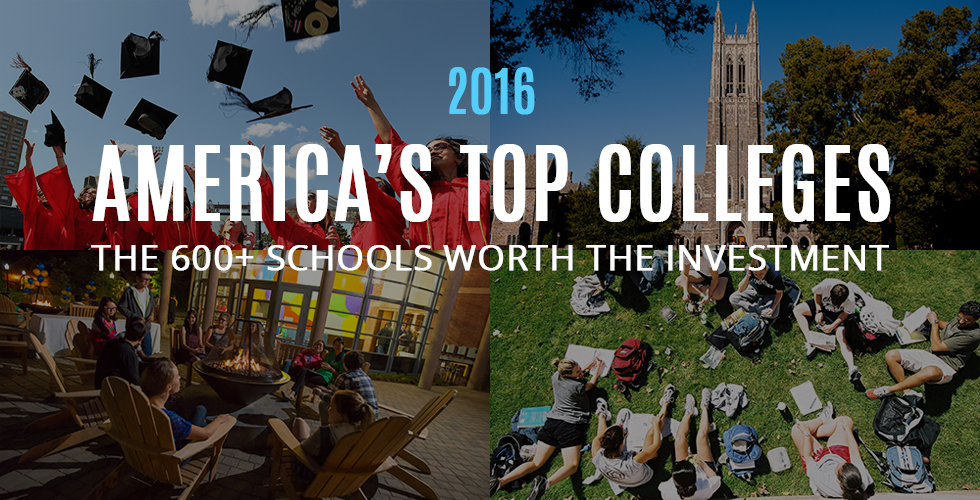 2016
AMERICA'S TOP COLLEGES
THE 600+ SCHOOLS WORTH THE INVESTMENT